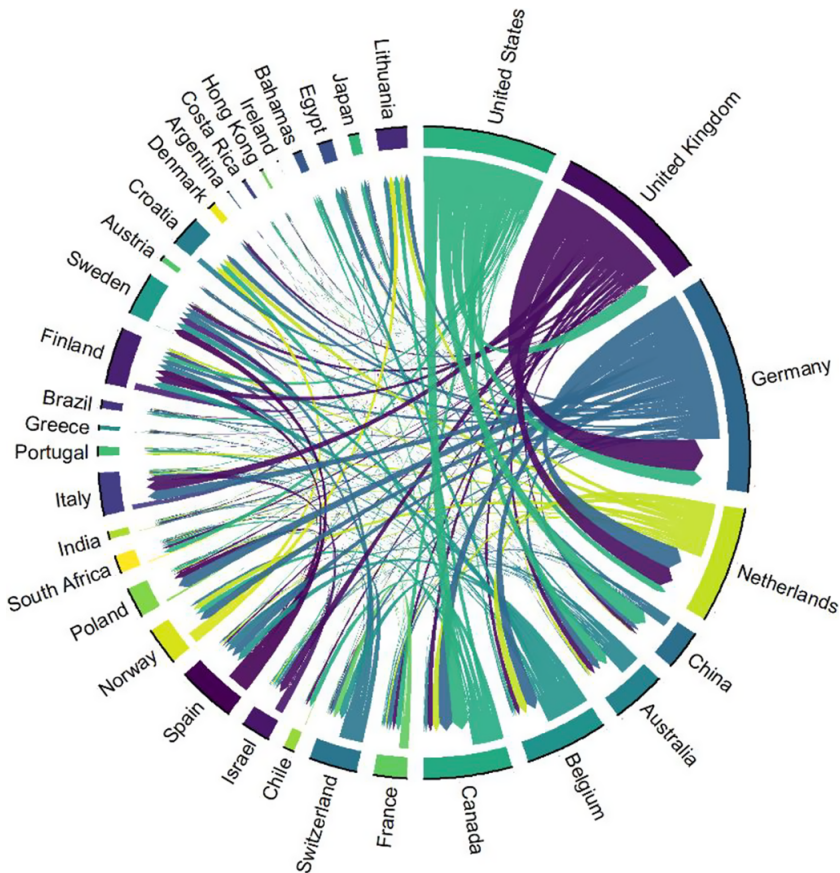 United States
United Kingdom
Germany
Netherlands
China
Australia
Belgium
Canada
France
Switzerland
Chile
Israel
Spain
Norway
Poland
South Africa
India
Italy
Portugal
Greece
Brazil
Finland
Sweden
Austria
Croatia
Denmark
Argentina
Costa Rica
Hong Kong
Ireland
Bahamas
Egypt
Japan
Lithuania